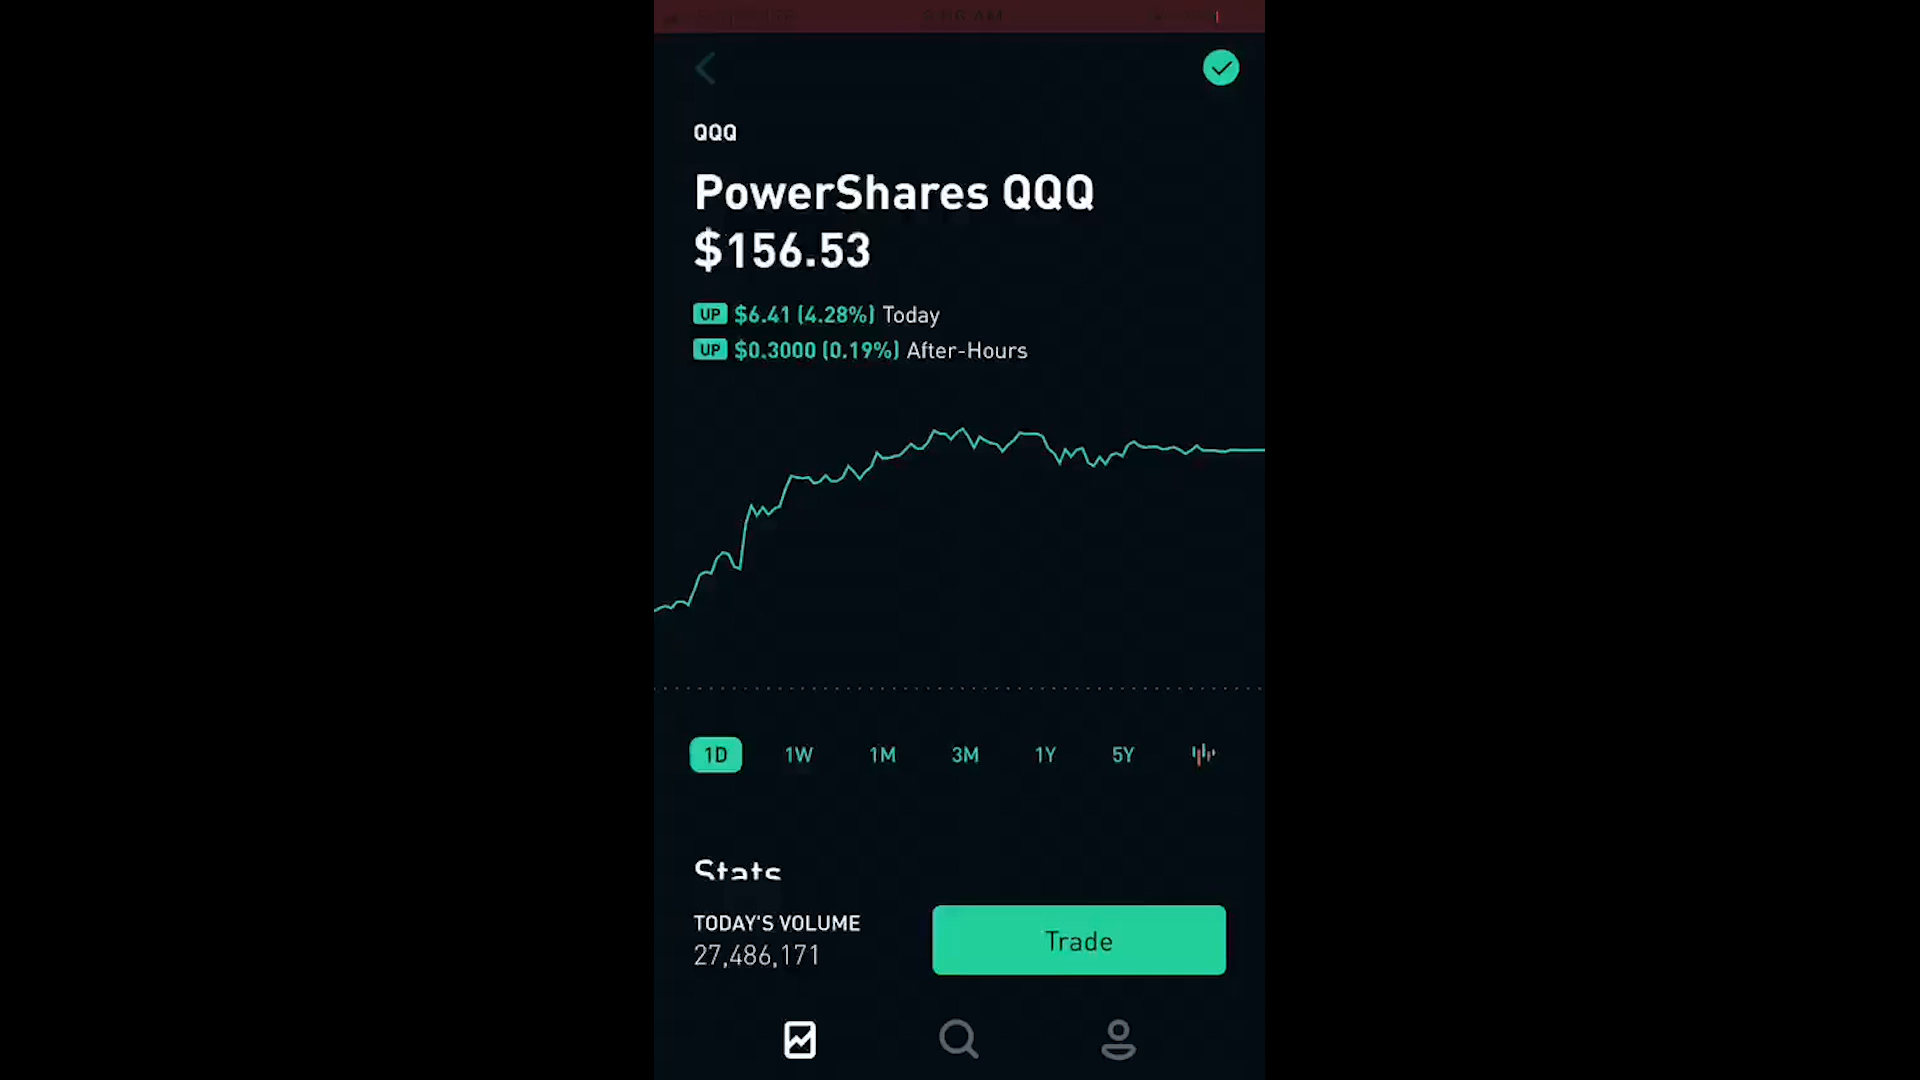 QQQ
PowerShares QQQ
$156.53
UP $6.41 (4.28%) Today
UP $0.3000 (0.19%) After-Hours
1D 1W 1M 3M 1Y 5Y
Stats
TODAY'S VOLUME
27,486,171
Trade